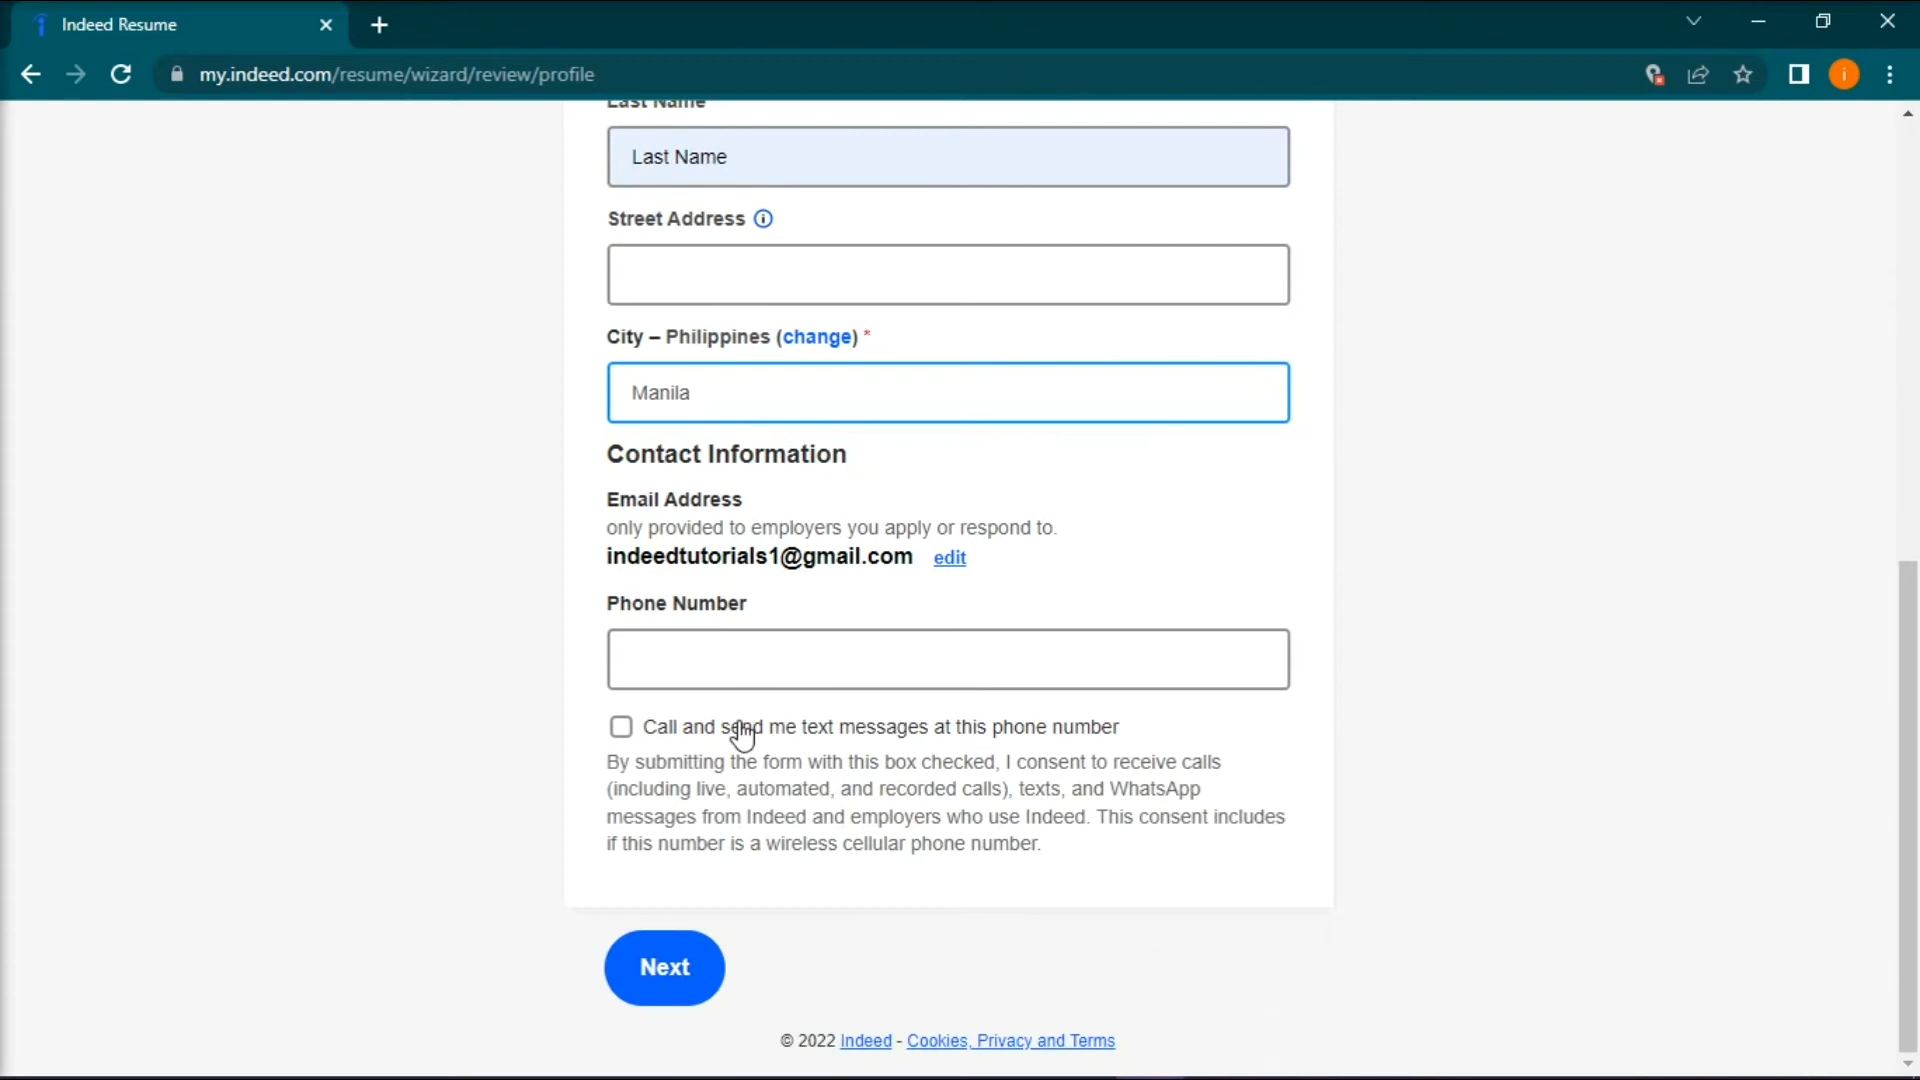 Indeed Resume
my.indeed.com/resume/wizard/review/profile
i
Last Name
Last Name
Street Address
City – Philippines (change) *
Manila
Contact Information
Email Address
only provided to employers you apply or respond to.
indeedtutorials1@gmail.com edit
Phone Number
Call and send me text messages at this phone number
By submitting the form with this box checked, I consent to receive calls
(including live, automated, and recorded calls), texts, and WhatsApp
messages from Indeed and employers who use Indeed. This consent includes
if this number is a wireless cellular phone number.
Next
© 2022 Indeed - Cookies, Privacy and Terms